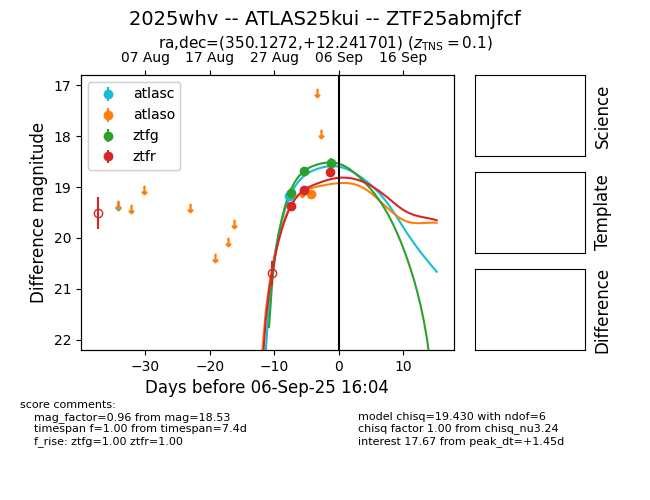 2025whv -- ATLAS25kui -- ZTF25abmjfcf
ra,dec=(350.1272,+12.241701) (z_TNS = 0.1)
07 Aug 17 Aug 27 Aug 06 Sep 16 Sep
atlasc
atlaso
ztfg
ztfr
17
18
19
20
21
22
Difference magnitude
−30 −20 −10 0 10
Days before 06-Sep-25 16:04
Science
Template
Difference
score comments:
mag_factor=0.96 from mag=18.53
timespan f=1.00 from timespan=7.4d
f_rise: ztfg=1.00 ztfr=1.00
model chisq=19.430 with ndof=6
chisq factor 1.00 from chisq_nu3.24
interest 17.67 from peak_dt=+1.45d